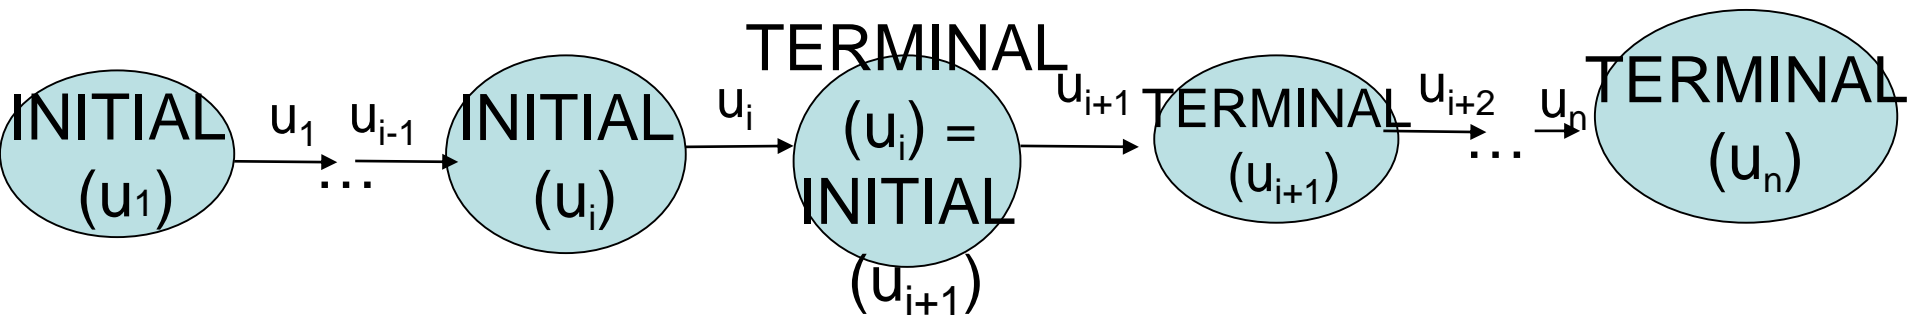 INITIAL
(u₁)
u₁
...
uᵢ₋₁
INITIAL
(uᵢ)
uᵢ
TERMINAL
(uᵢ) =
INITIAL
(uᵢ₊₁)
uᵢ₊₁
TERMINAL
(uᵢ₊₁)
uᵢ₊₂
...
uₙ
TERMINAL
(uₙ)